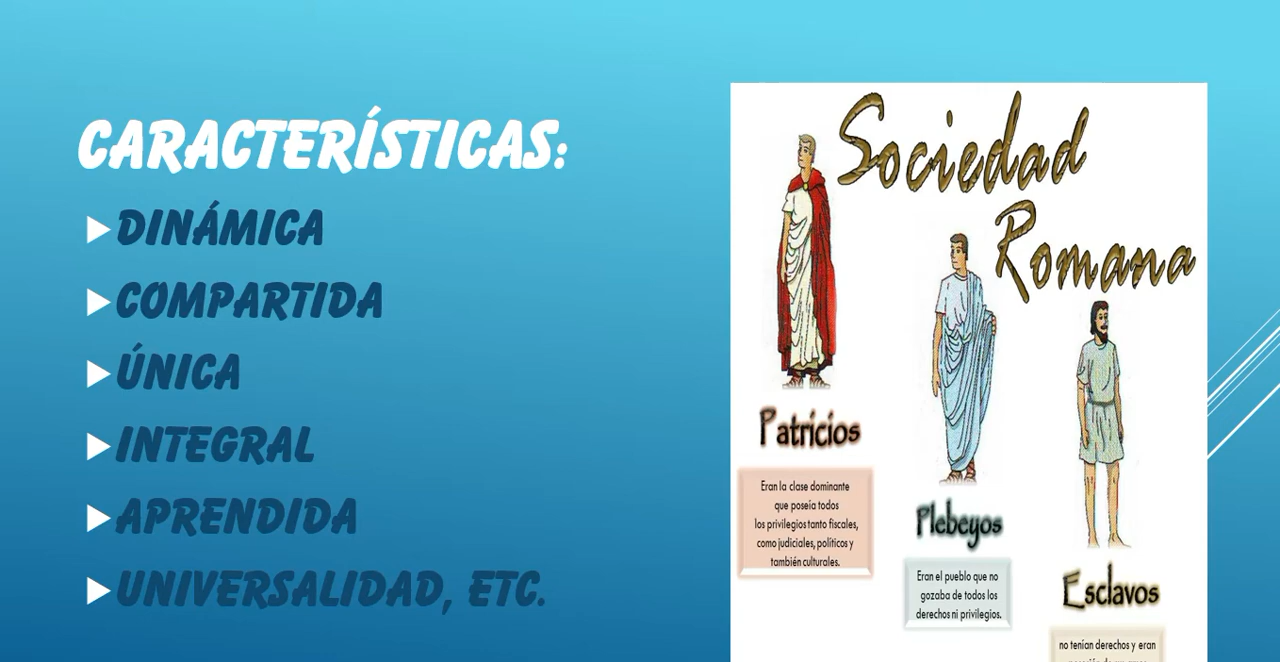 CARACTERÍSTICAS:
DINÁMICA
COMPARTIDA
ÚNICA
INTEGRAL
APRENDIDA
UNIVERSALIDAD, ETC.
Sociedad
Romana
Patricios
Eran la clase dominante
que poseía todos
los privilegios tanto fiscales,
como judiciales, políticos y
también culturales.
Plebeyos
Eran el pueblo que no
gozaba de todos los
derechos ni privilegios.
Esclavos
no tenían derechos y eran